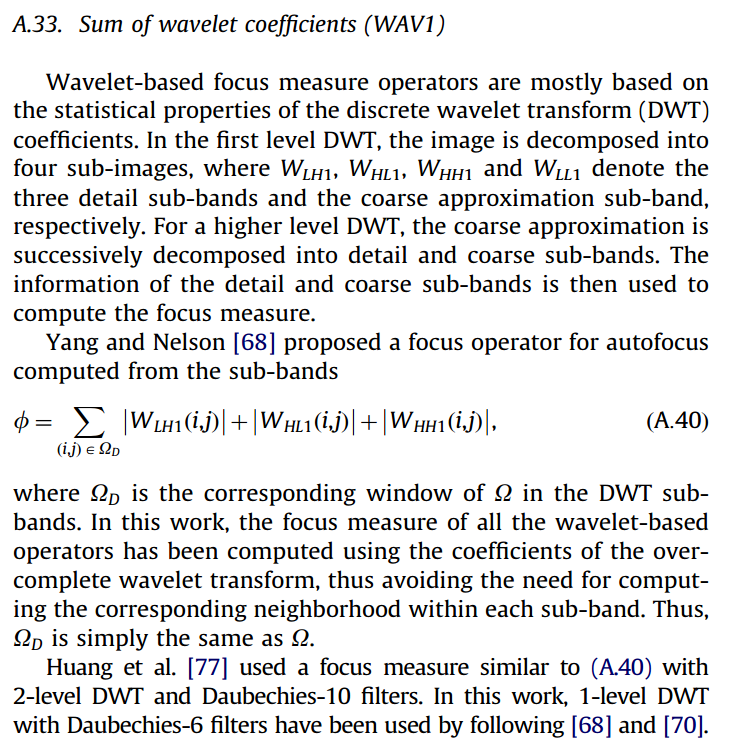 A.33. Sum of wavelet coefficients (WAV1)
Wavelet-based focus measure operators are mostly based on
the statistical properties of the discrete wavelet transform (DWT)
coefficients. In the first level DWT, the image is decomposed into
four sub-images, where W_{LH1}, W_{HL1}, W_{HH1} and W_{LL1} denote the
three detail sub-bands and the coarse approximation sub-band,
respectively. For a higher level DWT, the coarse approximation is
successively decomposed into detail and coarse sub-bands. The
information of the detail and coarse sub-bands is then used to
compute the focus measure.
Yang and Nelson [68] proposed a focus operator for autofocus
computed from the sub-bands
ϕ = ∑_{(i,j) ∈ Ω_D} |W_{LH1}(i,j)| + |W_{HL1}(i,j)| + |W_{HH1}(i,j)|, (A.40)
where Ω_D is the corresponding window of Ω in the DWT sub-
bands. In this work, the focus measure of all the wavelet-based
operators has been computed using the coefficients of the over-
complete wavelet transform, thus avoiding the need for comput-
ing the corresponding neighborhood within each sub-band. Thus,
Ω_D is simply the same as Ω.
Huang et al. [77] used a focus measure similar to (A.40) with
2-level DWT and Daubechies-10 filters. In this work, 1-level DWT
with Daubechies-6 filters have been used by following [68] and [70].